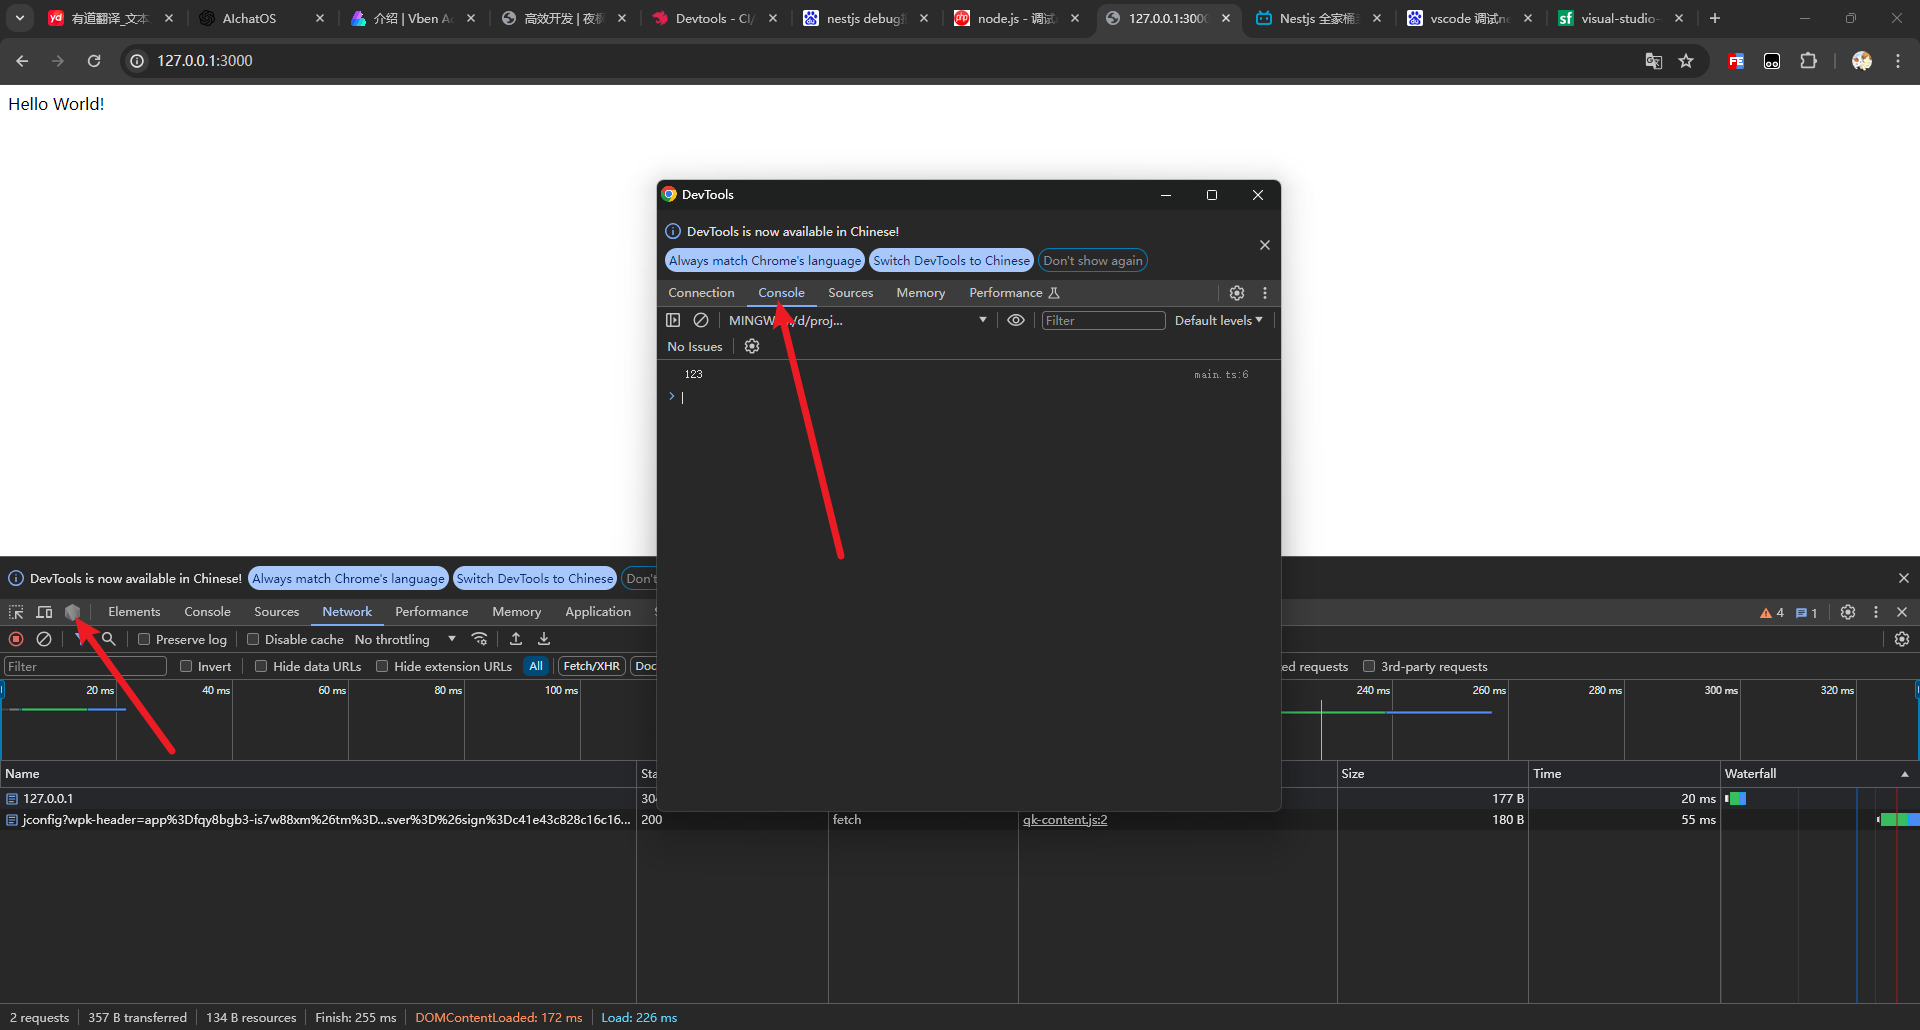 有道翻译_文本
AIchatOS
介绍 | Vben A
高效开发 | 夜
Devtools - CI/
nestjs debug
node.js - 调试
127.0.0.1:3000
Nestjs 全家桶
vscode 调试ne
visual-studio-
127.0.0.1:3000
Hello World!
DevTools
DevTools is now available in Chinese!
Always match Chrome's language
Switch DevTools to Chinese
Don't show again
Connection Console Sources Memory Performance
MINGW /d/proj...
Filter
Default levels
No Issues
123
main.ts:6
DevTools is now available in Chinese!
Always match Chrome's language
Switch DevTools to Chinese
Don't
Elements Console Sources Network Performance Memory Application
4 1
Preserve log Disable cache No throttling
Filter
Invert Hide data URLs Hide extension URLs All Fetch/XHR Doc
ed requests 3rd-party requests
20 ms 40 ms 60 ms 80 ms 100 ms 240 ms 260 ms 280 ms 300 ms 320 ms
Name Sta Size Time Waterfall
127.0.0.1 304 177 B 20 ms
jconfig?wpk-header=app%3Dfqy8bgb3-is7w88xm%26tm%3D...sver%3D%26sign%3Dc41e43c828c16c16... 200 fetch qk-content.js:2 180 B 55 ms
2 requests 357 B transferred 134 B resources Finish: 255 ms DOMContentLoaded: 172 ms Load: 226 ms